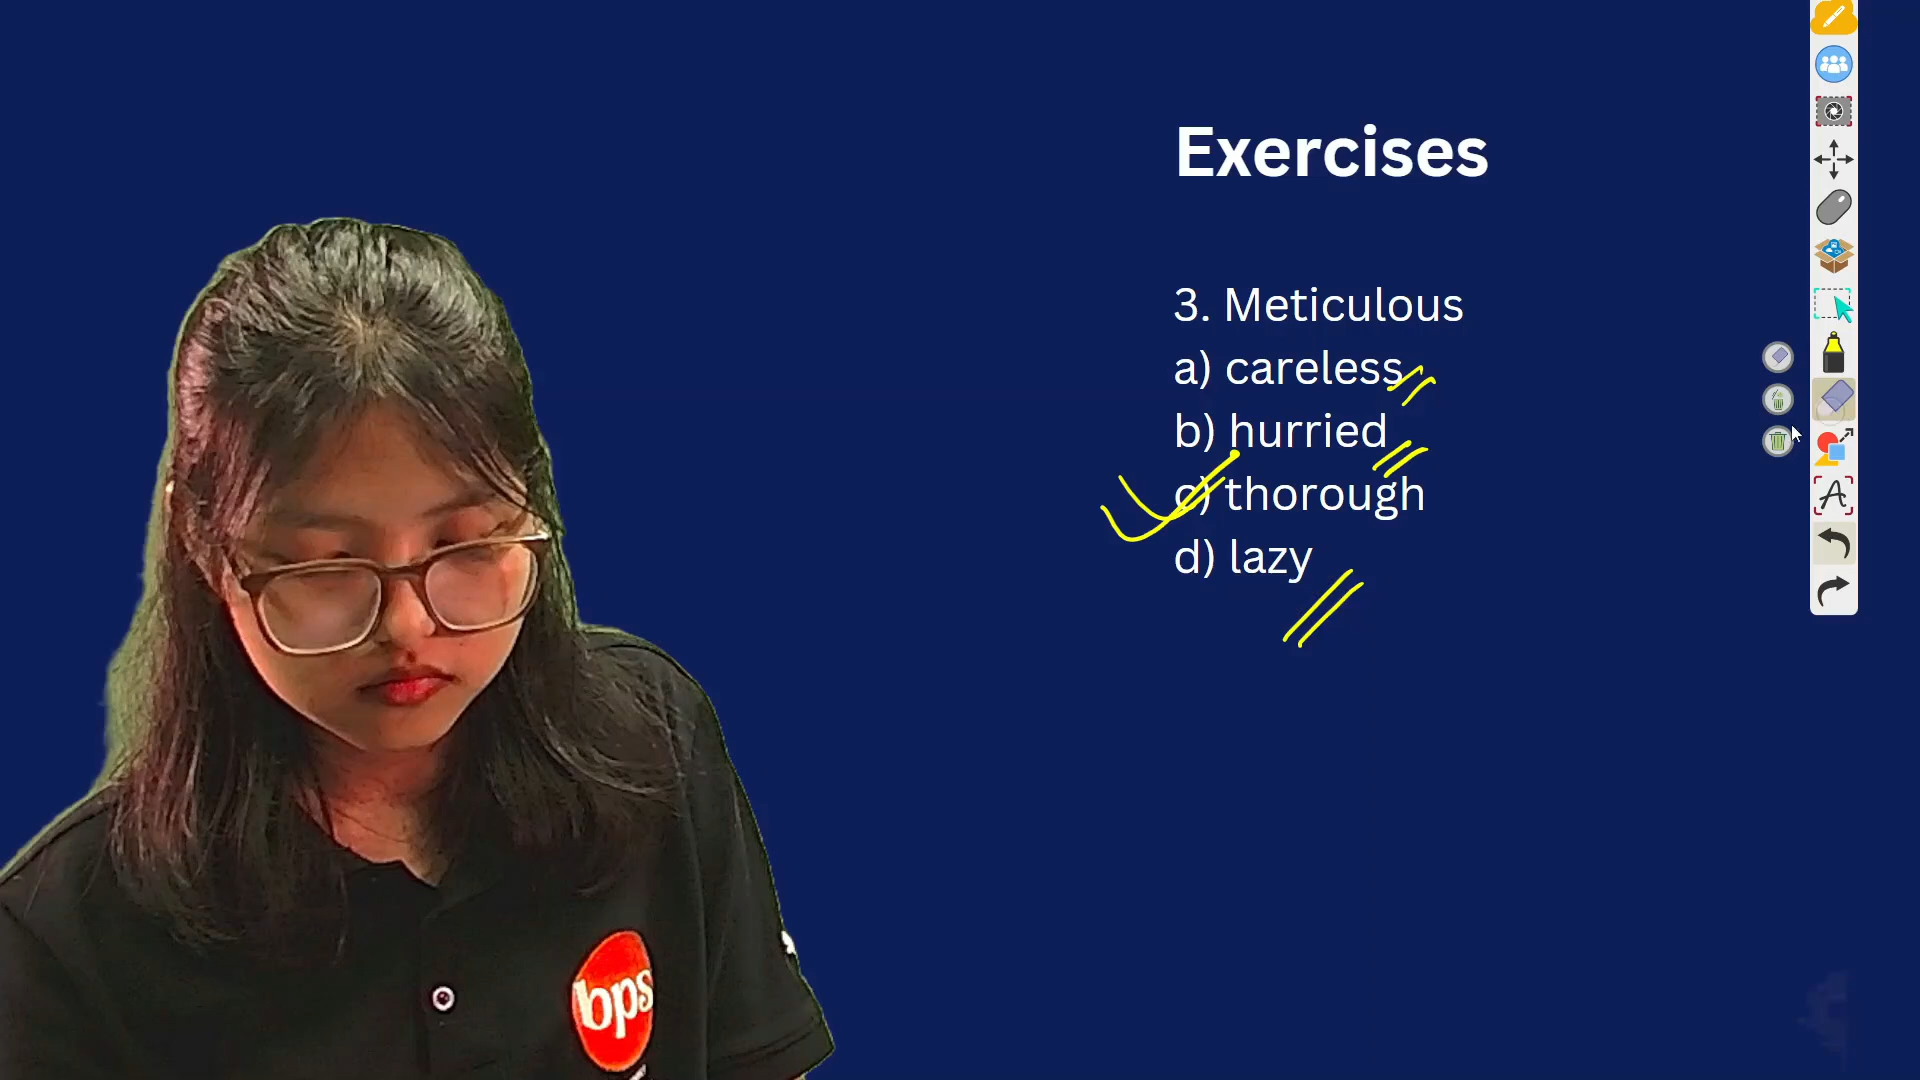 Exercises
3. Meticulous
a) careless
b) hurried
c) thorough
d) lazy
bps